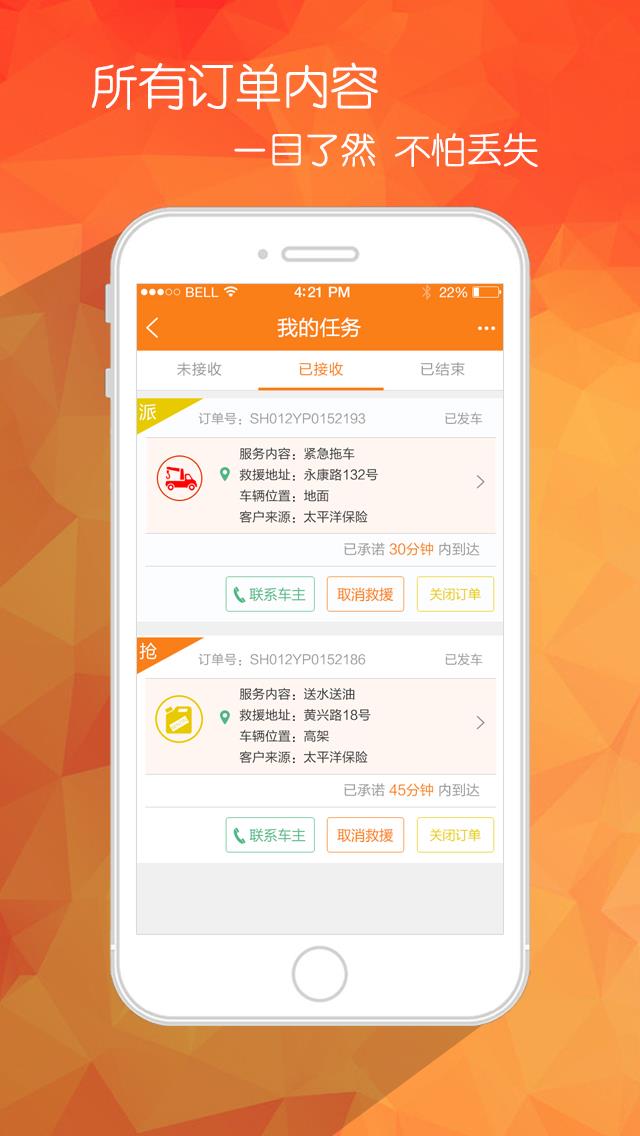 所有订单内容
一目了然 不怕丢失
BELL 4:21 PM 22%
我的任务
未接收 已接收 已结束
派 订单号：SH012YP0152193 已发车
服务内容：紧急拖车
救援地址：永康路132号
车辆位置：地面
客户来源：太平洋保险
已承诺 30分钟 内到达
联系车主 取消救援 关闭订单
抢 订单号：SH012YP0152186 已发车
服务内容：送水送油
救援地址：黄兴路18号
车辆位置：高架
客户来源：太平洋保险
已承诺 45分钟 内到达
联系车主 取消救援 关闭订单